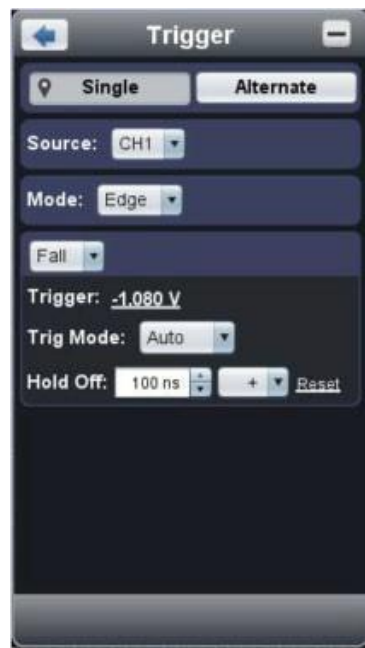 Trigger
Single Alternate
Source: CH1
Mode: Edge
Fall
Trigger: -1.080 V
Trig Mode: Auto
Hold Off: 100 ns + Reset